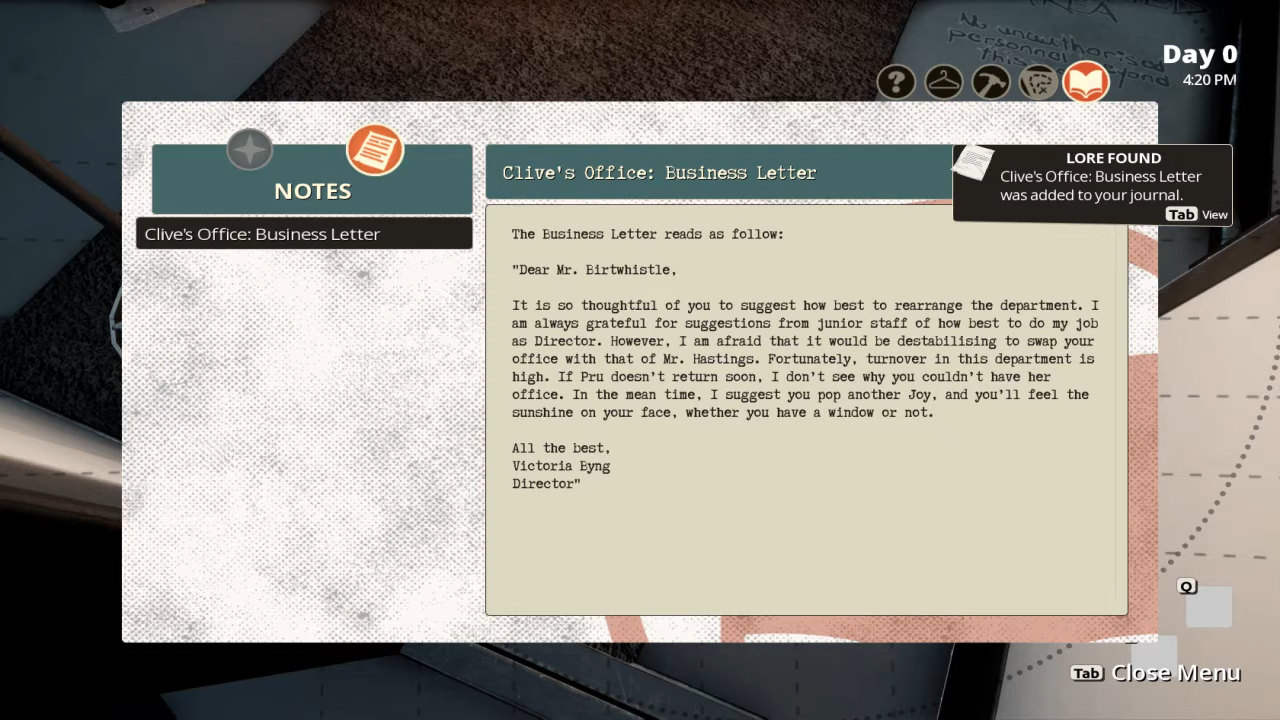 AREA
No unauthorised
personnel beyond
this
Day 0
4:20 PM
?
NOTES
Clive's Office: Business Letter
Clive's Office: Business Letter
LORE FOUND
Clive's Office: Business Letter
was added to your journal.
Tab View
The Business Letter reads as follow:
"Dear Mr. Birtwhistle,
It is so thoughtful of you to suggest how best to rearrange the department. I
am always grateful for suggestions from junior staff of how best to do my job
as Director. However, I am afraid that it would be destabilising to swap your
office with that of Mr. Hastings. Fortunately, turnover in this department is
high. If Pru doesn't return soon, I don't see why you couldn't have her
office. In the mean time, I suggest you pop another Joy, and you'll feel the
sunshine on your face, whether you have a window or not.
All the best,
Victoria Byng
Director"
Q
Tab Close Menu